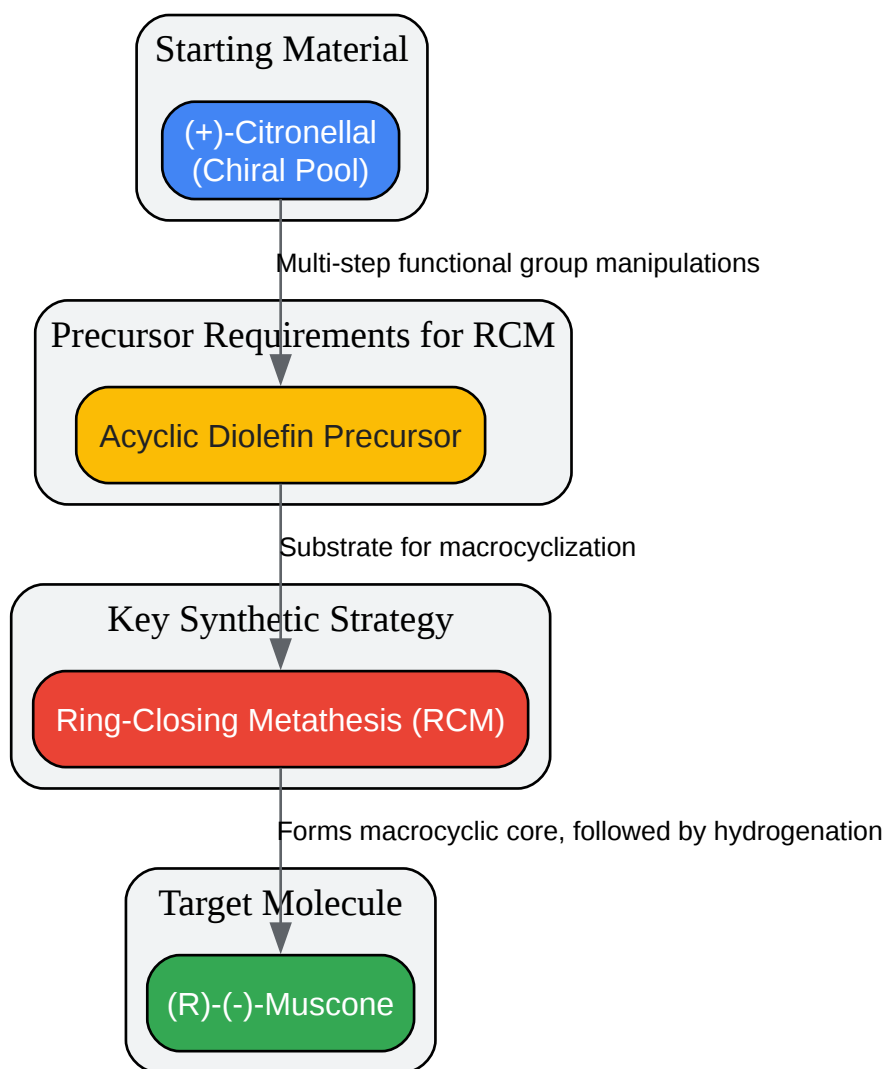 Starting Material
(+)-Citronellal
(Chiral Pool)
Multi-step functional group manipulations
Precursor Requirements for RCM
Acyclic Diolefin Precursor
Substrate for macrocyclization
Key Synthetic Strategy
Ring-Closing Metathesis (RCM)
Forms macrocyclic core, followed by hydrogenation
Target Molecule
(R)-(-)-Muscone